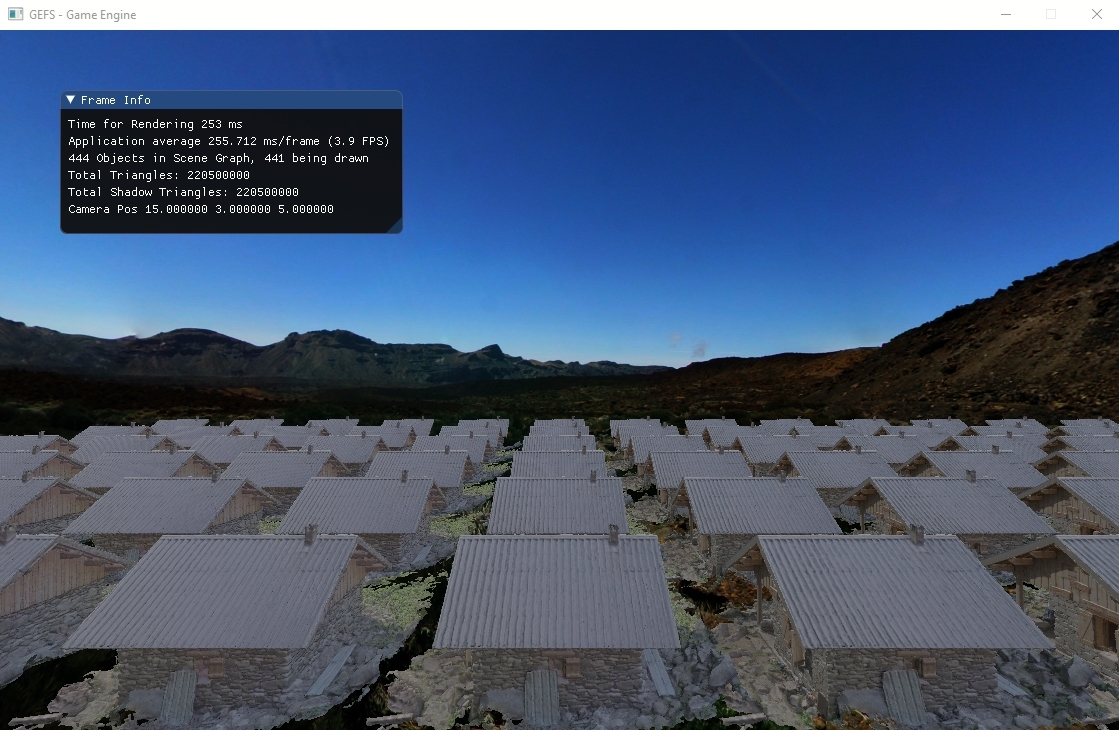 GEFS - Game Engine
Frame Info
Time for Rendering 253 ms
Application average 255.712 ms/frame (3.9 FPS)
444 Objects in Scene Graph, 441 being drawn
Total Triangles: 220500000
Total Shadow Triangles: 220500000
Camera Pos 15.000000 3.000000 5.000000